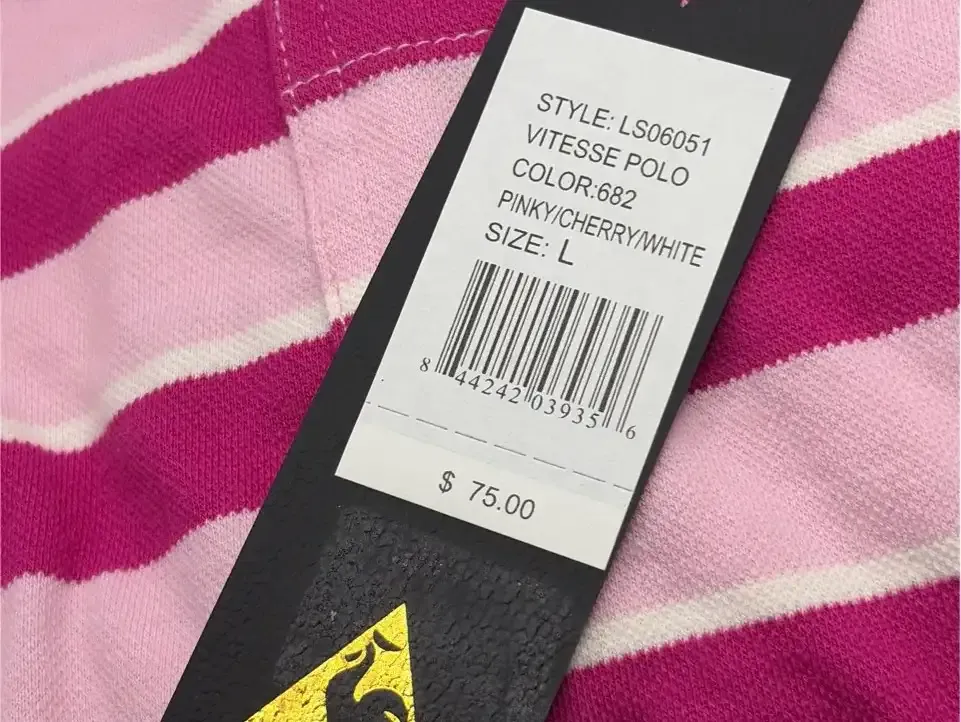 STYLE: LS06051
VITESSE POLO
COLOR:682
PINKY/CHERRY/WHITE
SIZE: L
8 44242 03935 6
$ 75.00